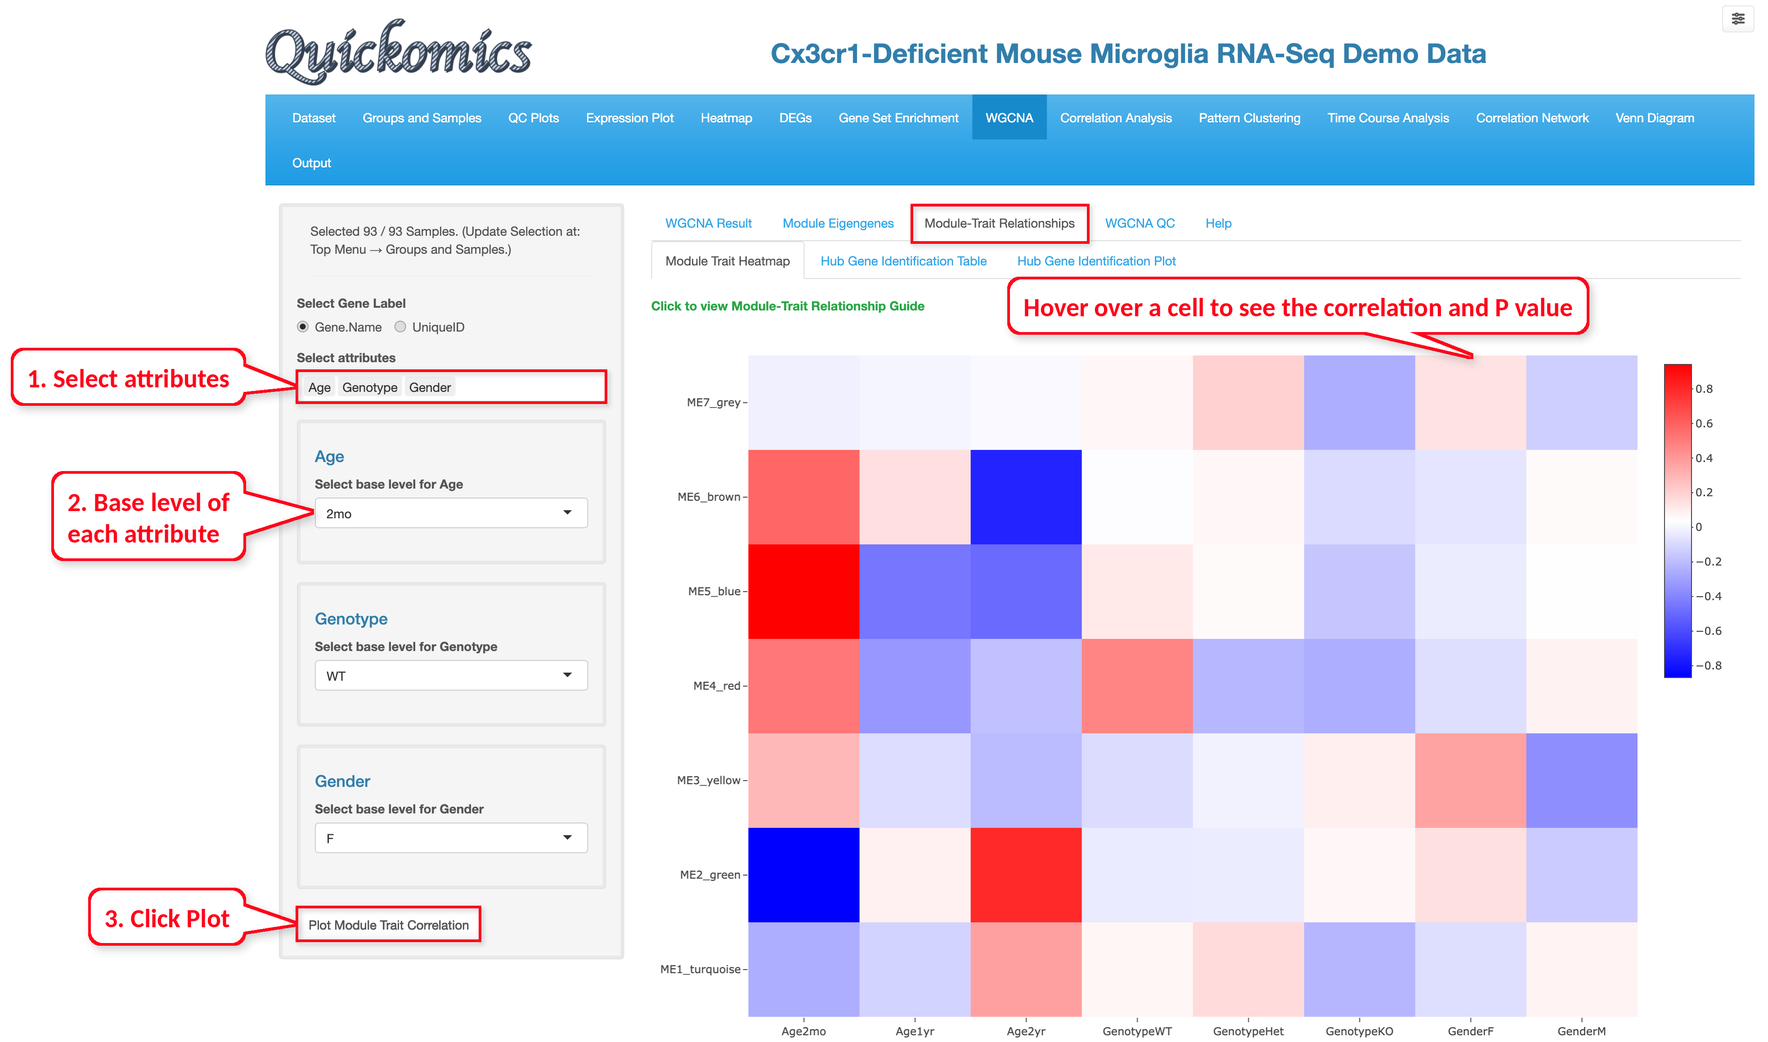 Quickomics
Cx3cr1-Deficient Mouse Microglia RNA-Seq Demo Data
Dataset Groups and Samples QC Plots Expression Plot Heatmap DEGs Gene Set Enrichment WGCNA Correlation Analysis Pattern Clustering Time Course Analysis Correlation Network Venn Diagram
Output
Selected 93 / 93 Samples. (Update Selection at:
Top Menu → Groups and Samples.)
Select Gene Label
Gene.Name UniqueID
Select attributes
1. Select attributes
Age Genotype Gender
Age
Select base level for Age
2. Base level of
each attribute
2mo
Genotype
Select base level for Genotype
WT
Gender
Select base level for Gender
F
3. Click Plot
Plot Module Trait Correlation
WGCNA Result Module Eigengenes Module-Trait Relationships WGCNA QC Help
Module Trait Heatmap Hub Gene Identification Table Hub Gene Identification Plot
Click to view Module-Trait Relationship Guide
Hover over a cell to see the correlation and P value
ME7_grey
ME6_brown
ME5_blue
ME4_red
ME3_yellow
ME2_green
ME1_turquoise
Age2mo Age1yr Age2yr GenotypeWT GenotypeHet GenotypeKO GenderF GenderM
0.8
0.6
0.4
0.2
0
−0.2
−0.4
−0.6
−0.8